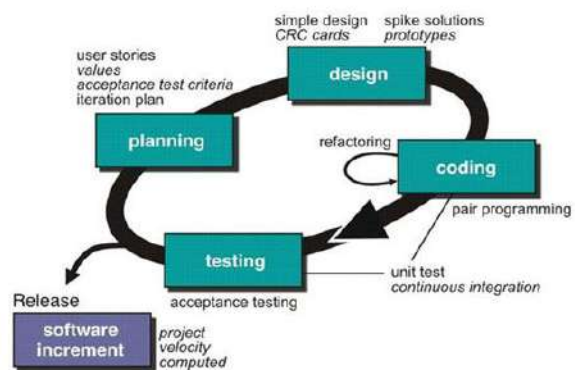 simple design
CRC cards
spike solutions
prototypes
design
user stories
values
acceptance test criteria
iteration plan
planning
refactoring
coding
pair programming
testing
acceptance testing
unit test
continuous integration
Release
software
increment
project
velocity
computed